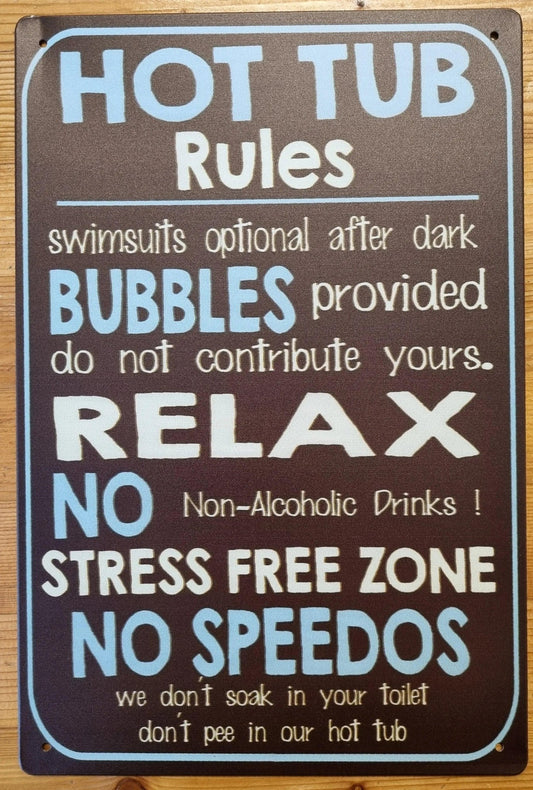 HOT TUB
Rules
swimsuits optional after dark
BUBBLES provided
do not contribute yours.
RELAX
NO Non-Alcoholic Drinks !
STRESS FREE ZONE
NO SPEEDOS
we don't soak in your toilet
don't pee in our hot tub